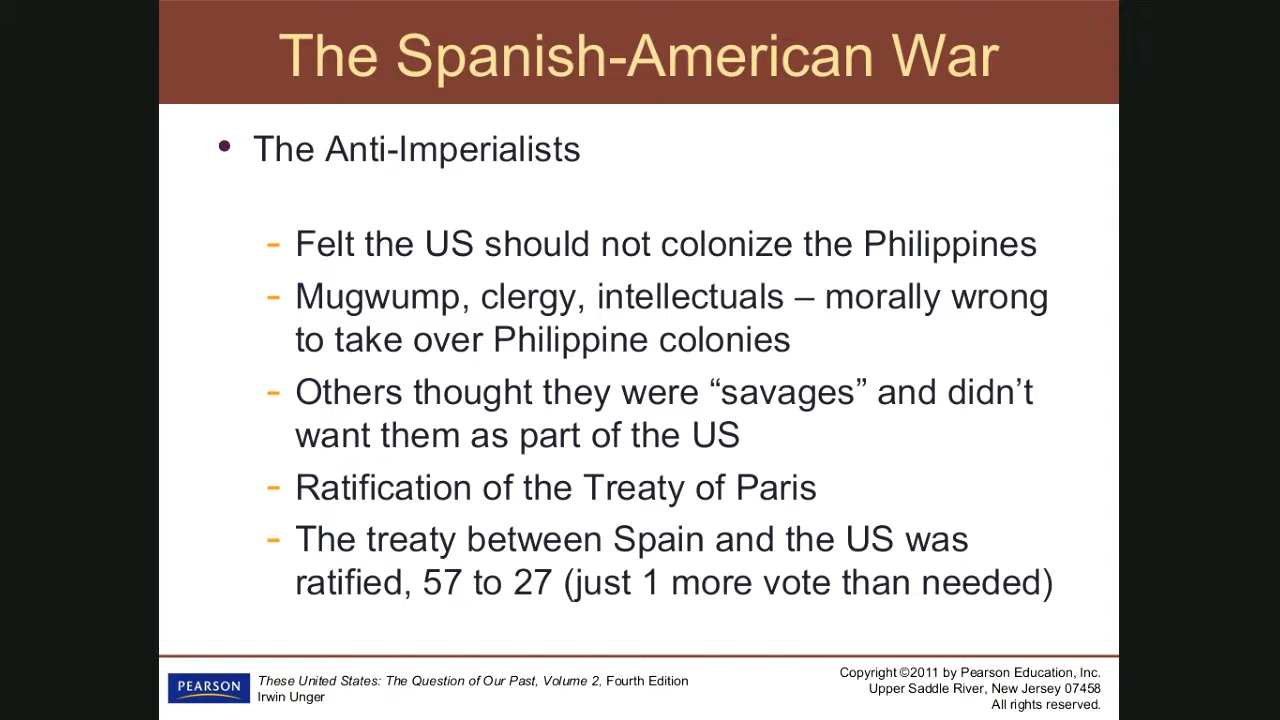 The Spanish-American War
• The Anti-Imperialists
- Felt the US should not colonize the Philippines
- Mugwump, clergy, intellectuals – morally wrong
to take over Philippine colonies
- Others thought they were “savages” and didn’t
want them as part of the US
- Ratification of the Treaty of Paris
- The treaty between Spain and the US was
ratified, 57 to 27 (just 1 more vote than needed)
PEARSON
These United States: The Question of Our Past, Volume 2, Fourth Edition
Irwin Unger
Copyright ©2011 by Pearson Education, Inc.
Upper Saddle River, New Jersey 07458
All rights reserved.